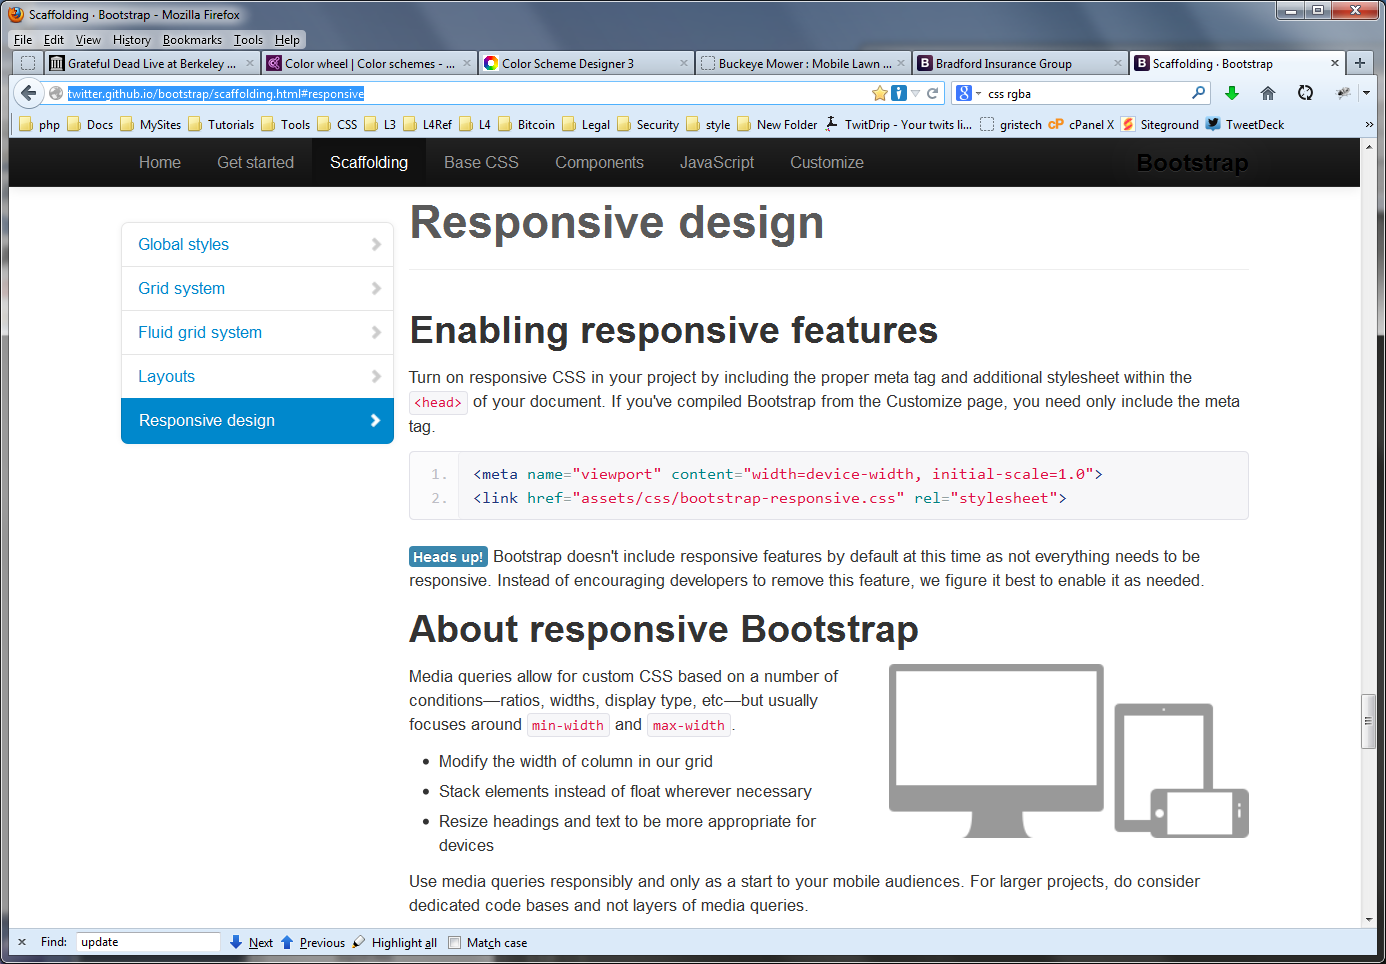 Scaffolding · Bootstrap - Mozilla Firefox
File Edit View History Bookmarks Tools Help
Grateful Dead Live at Berkeley ... Color wheel | Color schemes - ... Color Scheme Designer 3 Buckeye Mower : Mobile Lawn ... Bradford Insurance Group Scaffolding · Bootstrap
twitter.github.io/bootstrap/scaffolding.html#responsive css rgba
php Docs MySites Tutorials Tools CSS L3 L4Ref L4 Bitcoin Legal Security style New Folder TwitDrip - Your twits li... gristech cPanel X Siteground TweetDeck
Home Get started Scaffolding Base CSS Components JavaScript Customize Bootstrap
Global styles
Grid system
Fluid grid system
Layouts
Responsive design
Responsive design
Enabling responsive features
Turn on responsive CSS in your project by including the proper meta tag and additional stylesheet within the
<head> of your document. If you've compiled Bootstrap from the Customize page, you need only include the meta
tag.
1. <meta name="viewport" content="width=device-width, initial-scale=1.0">
2. <link href="assets/css/bootstrap-responsive.css" rel="stylesheet">
Heads up! Bootstrap doesn't include responsive features by default at this time as not everything needs to be
responsive. Instead of encouraging developers to remove this feature, we figure it best to enable it as needed.
About responsive Bootstrap
Media queries allow for custom CSS based on a number of
conditions—ratios, widths, display type, etc—but usually
focuses around min-width and max-width.
• Modify the width of column in our grid
• Stack elements instead of float wherever necessary
• Resize headings and text to be more appropriate for
devices
Use media queries responsibly and only as a start to your mobile audiences. For larger projects, do consider
dedicated code bases and not layers of media queries.
Find: update Next Previous Highlight all Match case